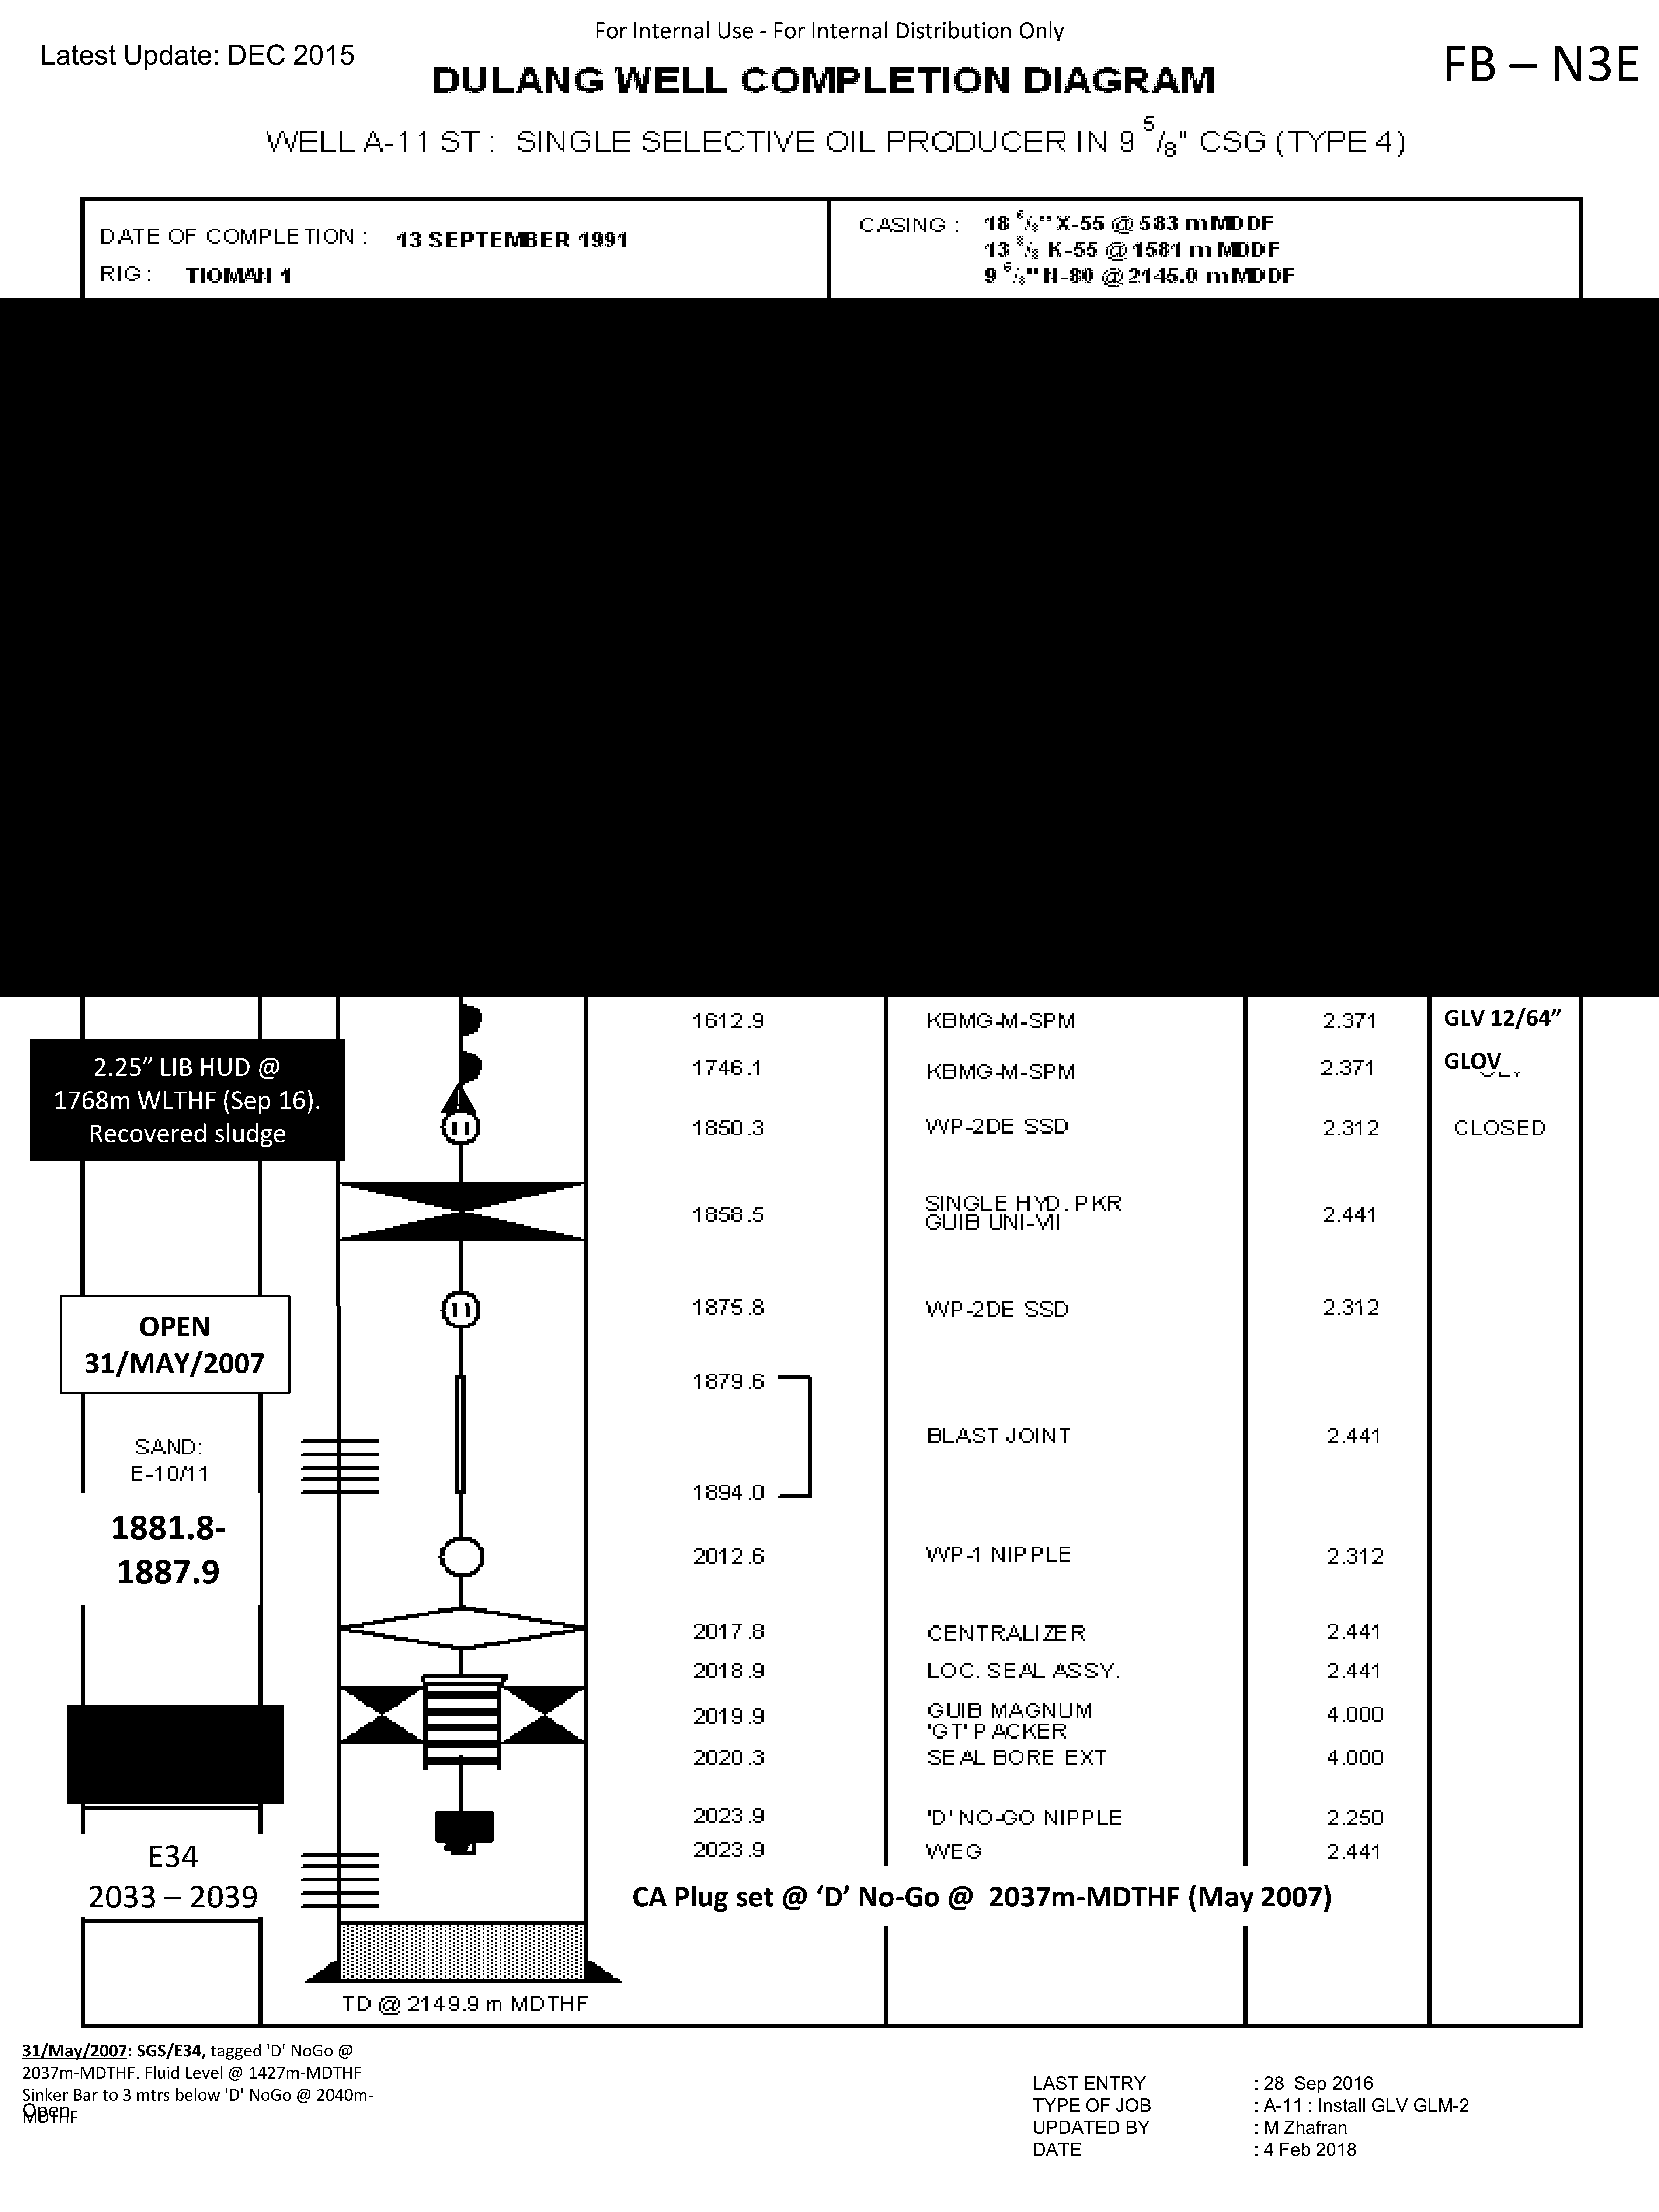 For Internal Use - For Internal Distribution Only
Latest Update: DEC 2015
FB – N3E
DULANG WELL COMPLETION DIAGRAM
WELL A-11 ST : SINGLE SELECTIVE OIL PRODUCER IN 9 5/8" CSG (TYPE 4)
DATE OF COMPLETION : 13 SEPTEMBER 1991
RIG : TIOMAN 1
CASING : 18 5/8" X-55 @ 583 mMDDF
13 K-55 @ 1581 mMDDF
9 5/8" N-80 @ 2145.0 mMDDF
1612.9 KBMG-M-SPM 2.371 GLV 12/64”
2.25” LIB HUD @
1768m WLTHF (Sep 16).
Recovered sludge
1746.1 KBMG-M-SPM 2.371 GLOV
1850.3 WP-2DE SSD 2.312 CLOSED
1858.5 SINGLE HYD. PKR 2.441
GUIB UNI-VII
OPEN
31/MAY/2007
1875.8 WP-2DE SSD 2.312
1879.6
BLAST JOINT 2.441
1894.0
SAND:
E-10/11
1881.8-
1887.9
2012.6 WP-1 NIPPLE 2.312
2017.8 CENTRALIZER 2.441
2018.9 LOC. SEAL ASSY. 2.441
2019.9 GUIB MAGNUM 4.000
'GT' PACKER
2020.3 SEAL BORE EXT 4.000
2023.9 'D' NO-GO NIPPLE 2.250
2023.9 WEG 2.441
E34
2033 – 2039
CA Plug set @ ‘D’ No-Go @ 2037m-MDTHF (May 2007)
TD @ 2149.9 m MDTHF
31/May/2007: SGS/E34, tagged 'D' NoGo @
2037m-MDTHF. Fluid Level @ 1427m-MDTHF
Sinker Bar to 3 mtrs below 'D' NoGo @ 2040m-
MDTHF
Open
LAST ENTRY : 28 Sep 2016
TYPE OF JOB : A-11 : Install GLV GLM-2
UPDATED BY : M Zhafran
DATE : 4 Feb 2018